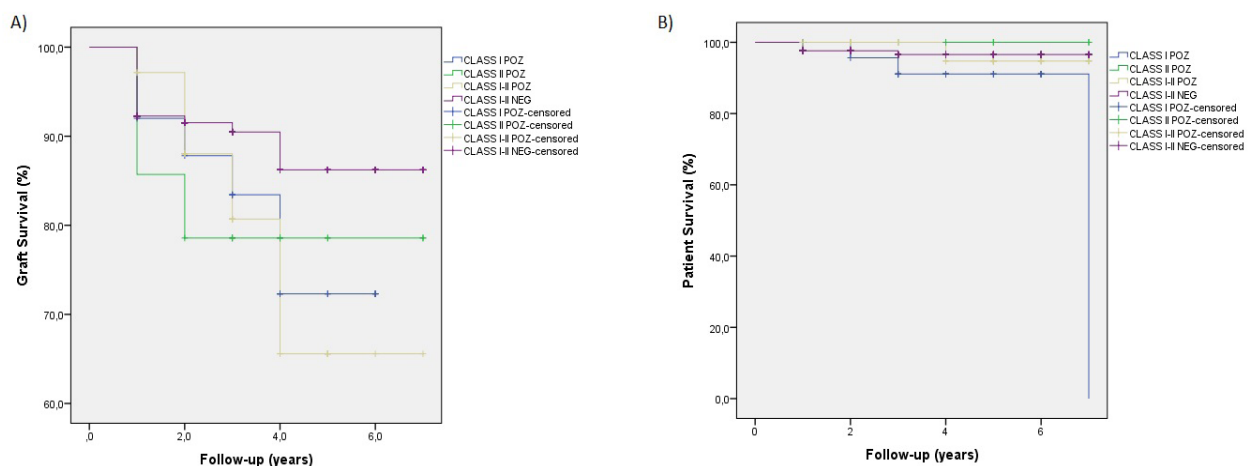 A)
100,0
90,0
80,0
70,0
60,0
Graft Survival (%)
,0
2,0
4,0
6,0
Follow-up (years)
CLASS I POZ
CLASS II POZ
CLASS I-II POZ
CLASS I-II NEG
CLASS I POZ-censored
CLASS II POZ-censored
CLASS I-II POZ-censored
CLASS I-II NEG-censored
B)
100,0
80,0
60,0
40,0
20,0
0,0
Patient Survival (%)
0
2
4
6
Follow-up (years)
CLASS I POZ
CLASS II POZ
CLASS I-II POZ
CLASS I-II NEG
CLASS I POZ-censored
CLASS II POZ-censored
CLASS I-II POZ-censored
CLASS I-II NEG-censored